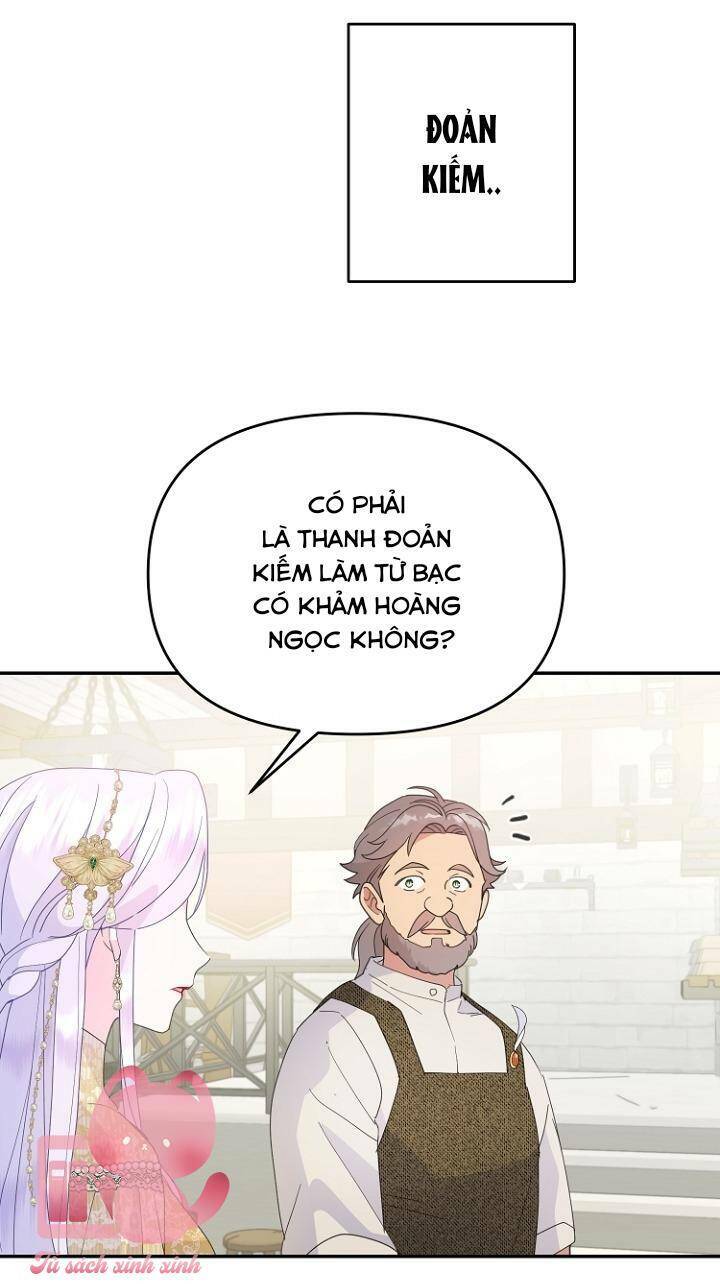 ĐOẢN
KIẾM..
CÓ PHẢI
LÀ THANH ĐOẢN
KIẾM LÀM TỪ BẠC
CÓ KHẢM HOÀNG
NGỌC KHÔNG?
Tủ sách xinh xinh